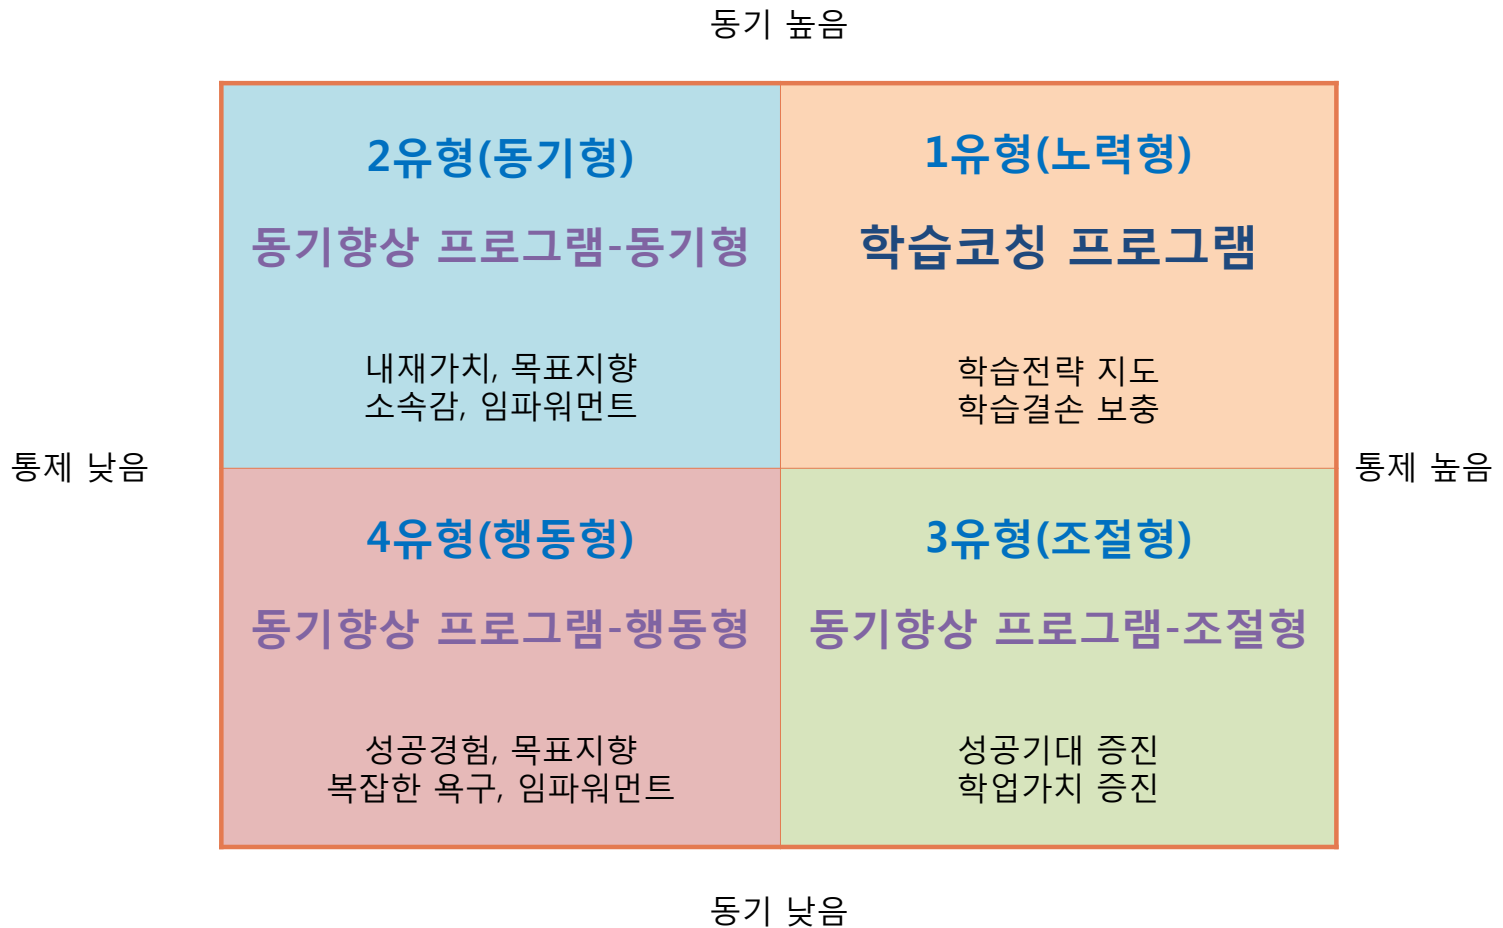 동기 높음
2유형(동기형)
동기향상 프로그램-동기형
내재가치, 목표지향
소속감, 임파워먼트
1유형(노력형)
학습코칭 프로그램
학습전략 지도
학습결손 보충
통제 낮음
통제 높음
4유형(행동형)
동기향상 프로그램-행동형
성공경험, 목표지향
복잡한 욕구, 임파워먼트
3유형(조절형)
동기향상 프로그램-조절형
성공기대 증진
학업가치 증진
동기 낮음